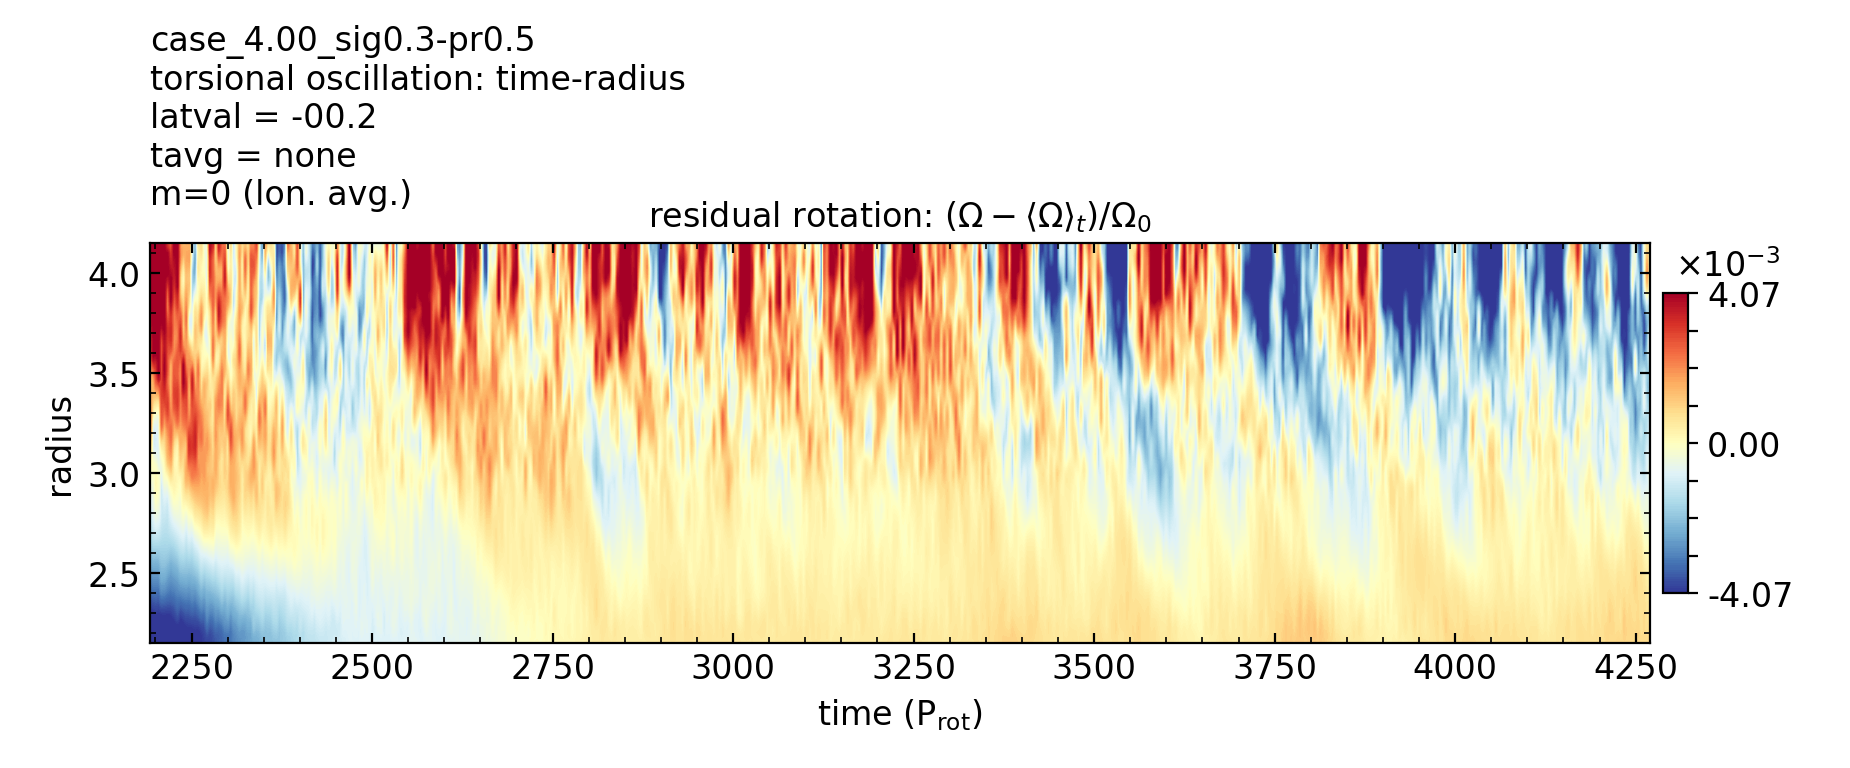 case_4.00_sig0.3-pr0.5
torsional oscillation: time-radius
latval = -00.2
tavg = none
m=0 (lon. avg.)
residual rotation: (Ω − ⟨Ω⟩ₜ)/Ω₀
×10⁻³
4.07
0.00
-4.07
radius
4.0
3.5
3.0
2.5
2250 2500 2750 3000 3250 3500 3750 4000 4250
time (P_rot)